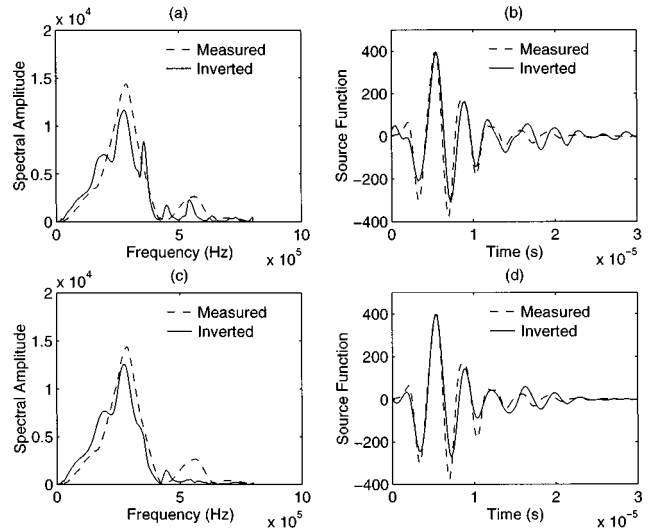 (a)
x 10^4
2
1.5
1
0.5
0
0
5
10
x 10^5
Spectral Amplitude
Frequency (Hz)
Measured
Inverted
(b)
400
200
0
-200
-400
0
1
2
3
x 10^-5
Source Function
Time (s)
Measured
Inverted
(c)
x 10^4
2
1.5
1
0.5
0
0
5
10
x 10^5
Spectral Amplitude
Frequency (Hz)
Measured
Inverted
(d)
400
200
0
-200
-400
0
1
2
3
x 10^-5
Source Function
Time (s)
Measured
Inverted